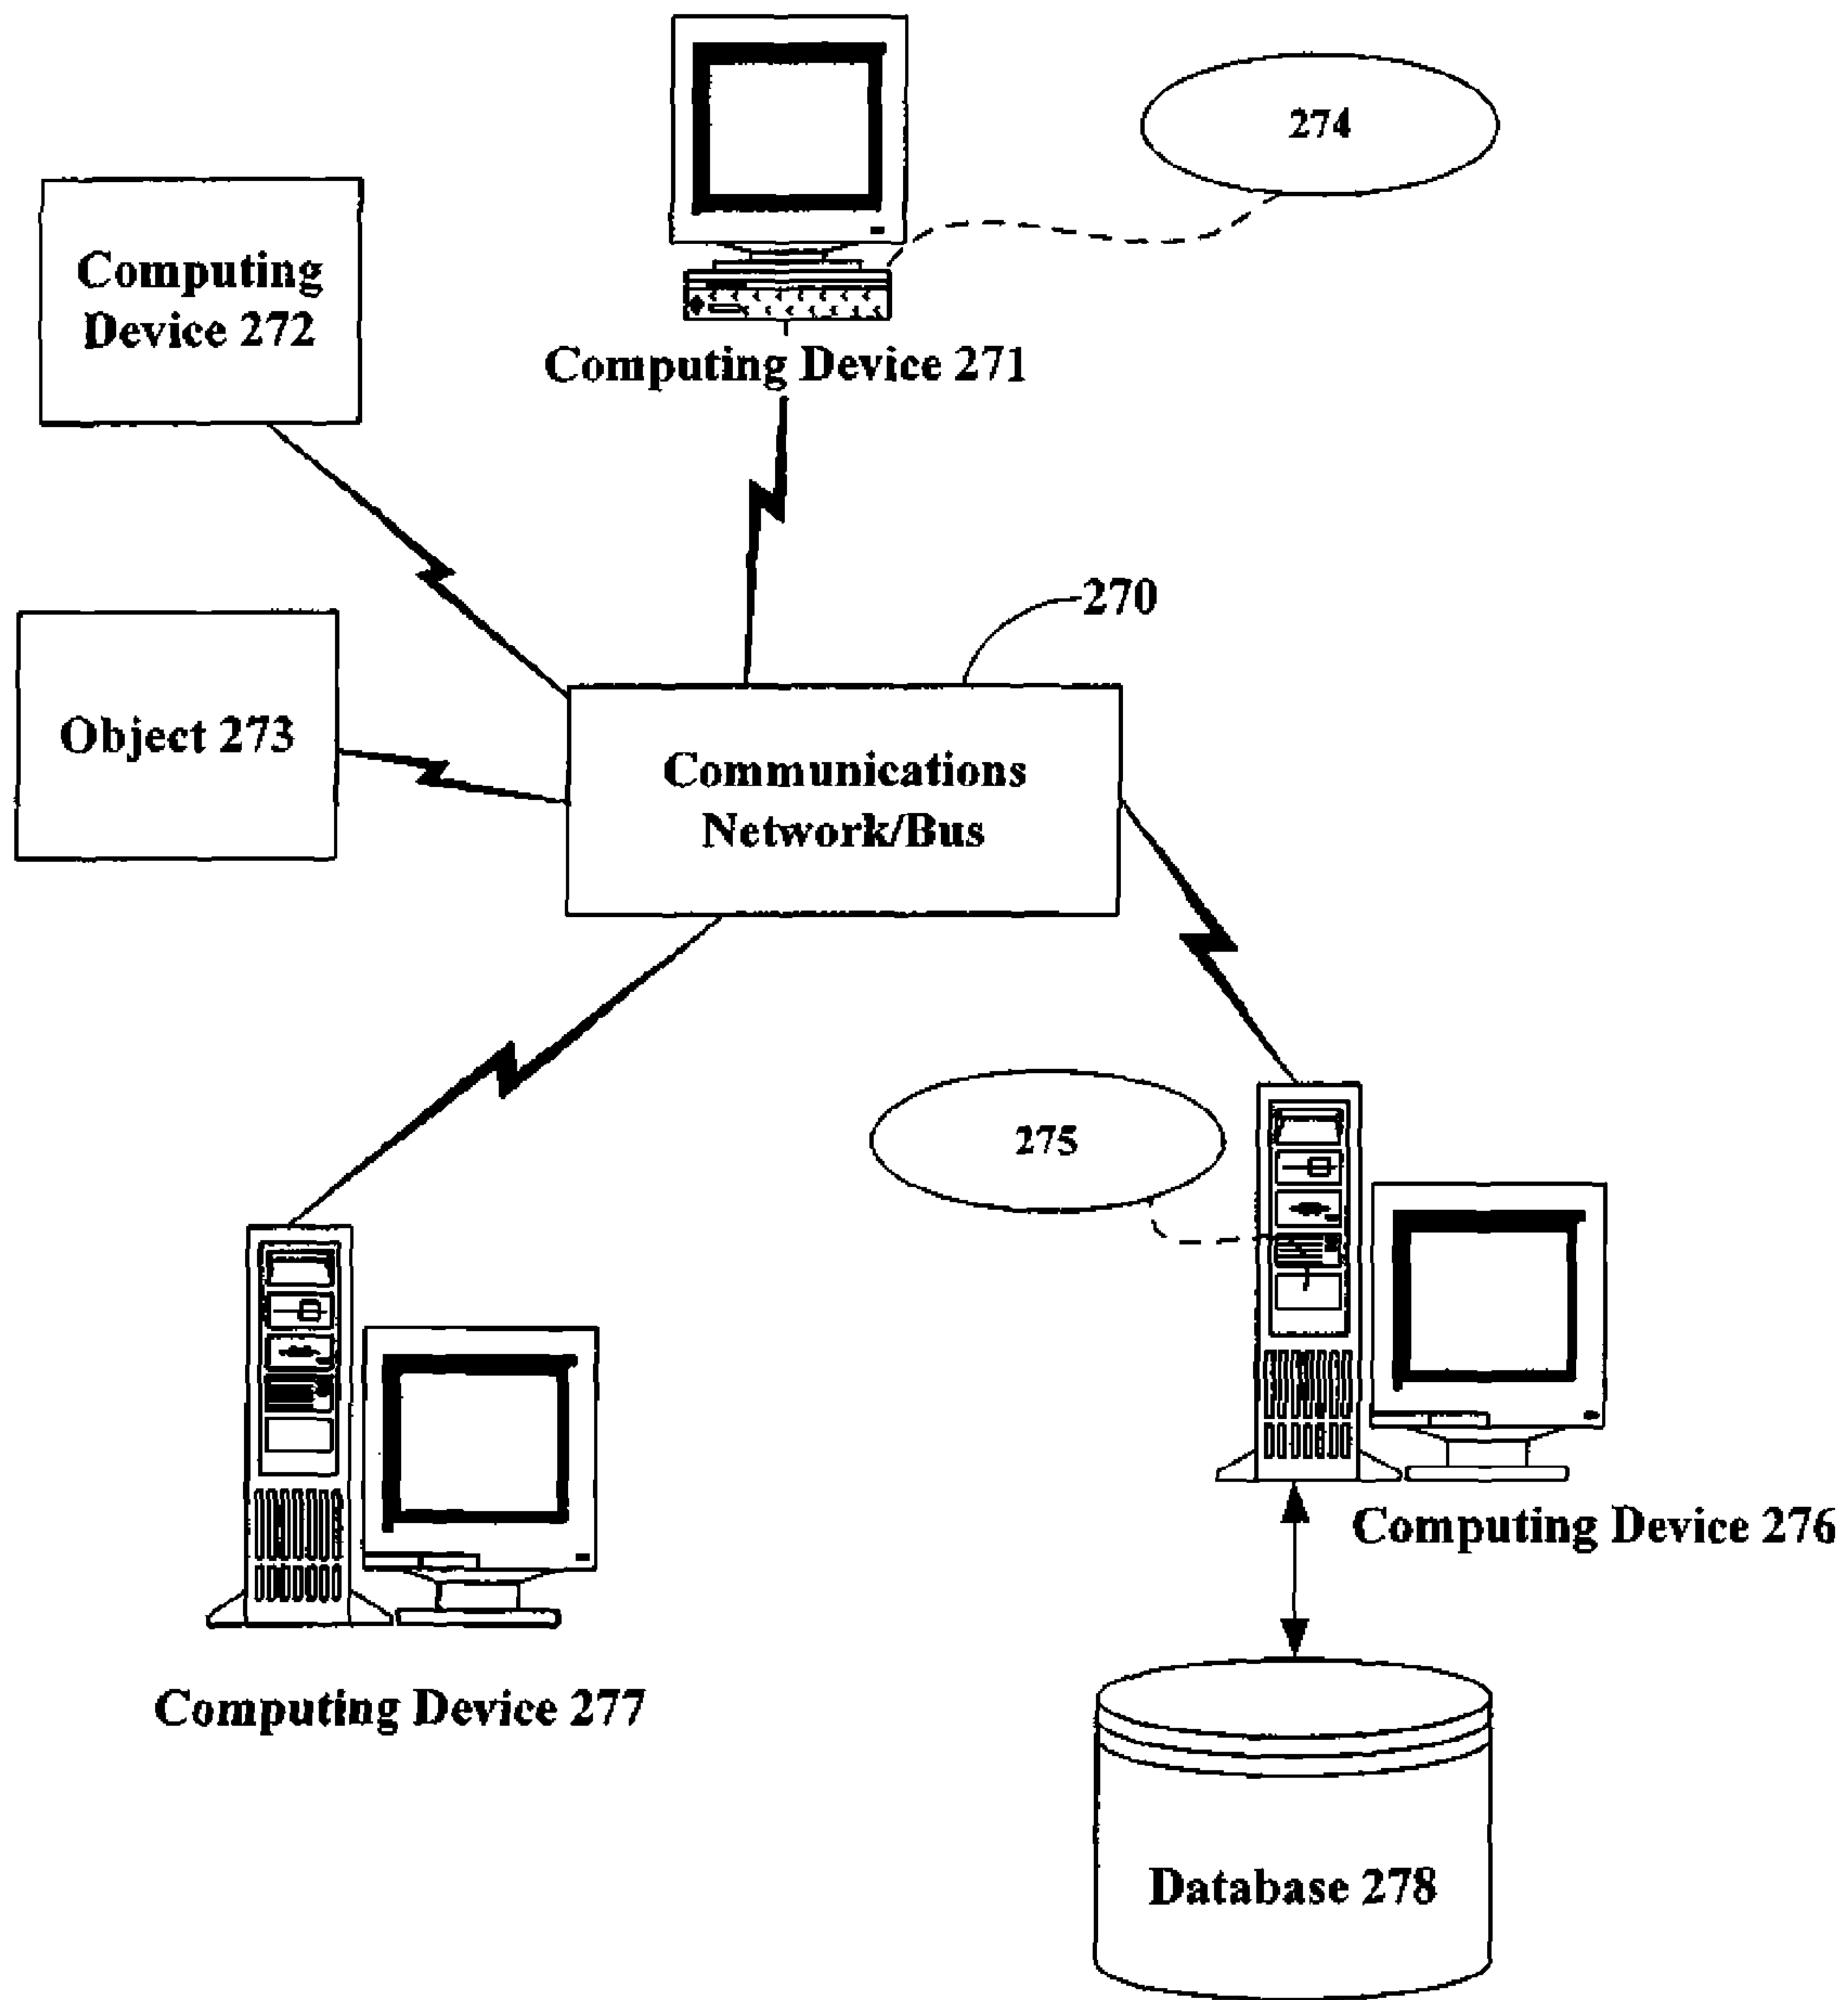 274
Computing
Device 272
Computing Device 271
270
Object 273
Communications
Network/Bus
275
Computing Device 276
Computing Device 277
Database 278